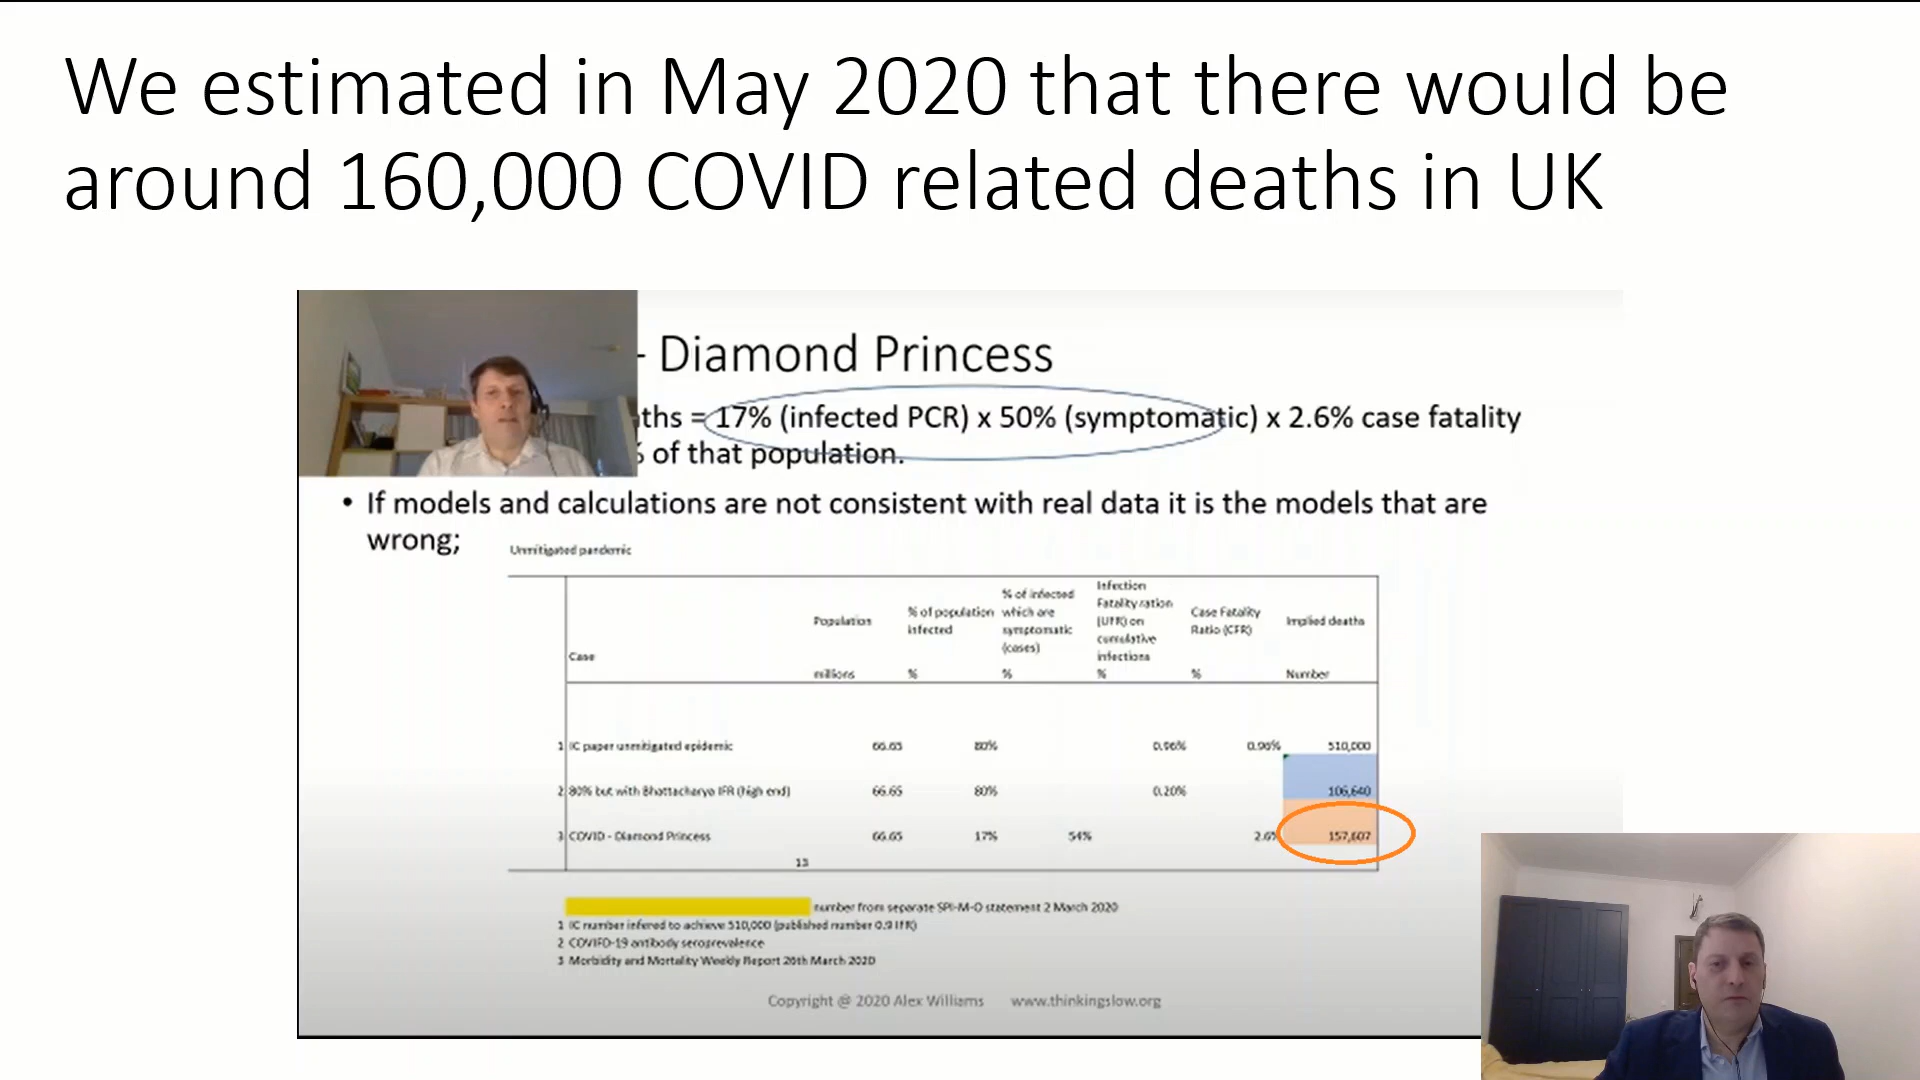 We estimated in May 2020 that there would be
around 160,000 COVID related deaths in UK
- Diamond Princess
ths = 17% (infected PCR) x 50% (symptomatic) x 2.6% case fatality
% of that population.
• If models and calculations are not consistent with real data it is the models that are
wrong;
Unmitigated pandemic
Case
Population
millions
% of population
infected
%
% of infected
which are
symptomatic
(cases)
%
Infection
Fatality ration
(UFR) on
cumulative
infections
%
Case Fatality
Ratio (CFR)
%
Implied deaths
Number
1 IC paper unmitigated epidemic 66.65 80% 0.96% 0.96% 510,000
2 80% but with Bhattacharya IFR (high end) 66.65 80% 0.20% 106,640
3 COVID - Diamond Princess 66.65 17% 54% 2.6% 157,607
13
number from separate SPI-M-O statement 2 March 2020
1 IC number infered to achieve 510,000 (published number 0.9 IFR)
2 COVIFD-19 antibody seroprevalence
3 Morbidity and Mortality Weekly Report 26th March 2020
Copyright @ 2020 Alex Williams www.thinkingslow.org